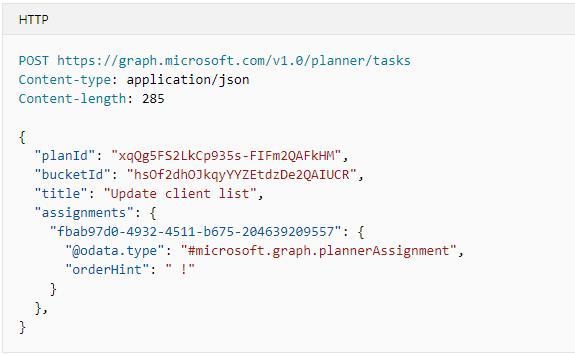 HTTP
POST https://graph.microsoft.com/v1.0/planner/tasks
Content-type: application/json
Content-length: 285
{
"planId": "xqQg5FS2LkCp935s-FIFm2QAFkHM",
"bucketId": "hsOf2dhOJkqyYYZEtdzDe2QAIUCR",
"title": "Update client list",
"assignments": {
"fbab97d0-4932-4511-b675-204639209557": {
"@odata.type": "#microsoft.graph.plannerAssignment",
"orderHint": " !"
}
},
}